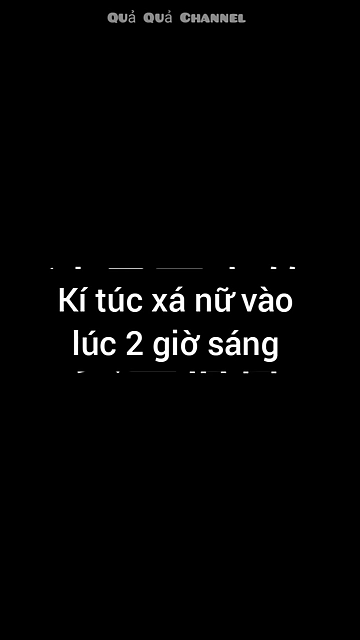 Quả Quả Channel
Kí túc xá nữ vào
lúc 2 giờ sáng